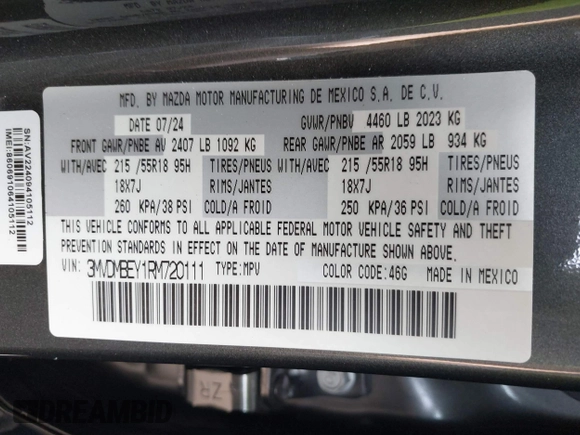 MFD. BY MAZDA MOTOR MANUFACTURING DE MEXICO S.A. DE C.V.
DATE 07/24 GVWR/PNBV 4460 LB 2023 KG
FRONT GAWR/PNBE AV 2407 LB 1092 KG REAR GAWR/PNBE AR 2059 LB 934 KG
WITH/AVEC 215 /55R18 95H TIRES/PNEUS WITH/AVEC 215 /55R18 95H TIRES/PNEUS
18X7J RIMS/JANTES 18X7J RIMS/JANTES
260 KPA/38 PSI COLD/A FROID 250 KPA/36 PSI COLD/A FROID
THIS VEHICLE CONFORMS TO ALL APPLICABLE FEDERAL MOTOR VEHICLE SAFETY AND THEFT
PREVENTION STANDARDS IN EFFECT ON THE DATE OF MANUFACTURE SHOWN ABOVE.
VIN: 3MVDMBEY1RM720111 TYPE:MPV COLOR CODE:46G MADE IN MEXICO
SN:AV224094105112
IMEI:860691064105112
ZR
DREAMBID